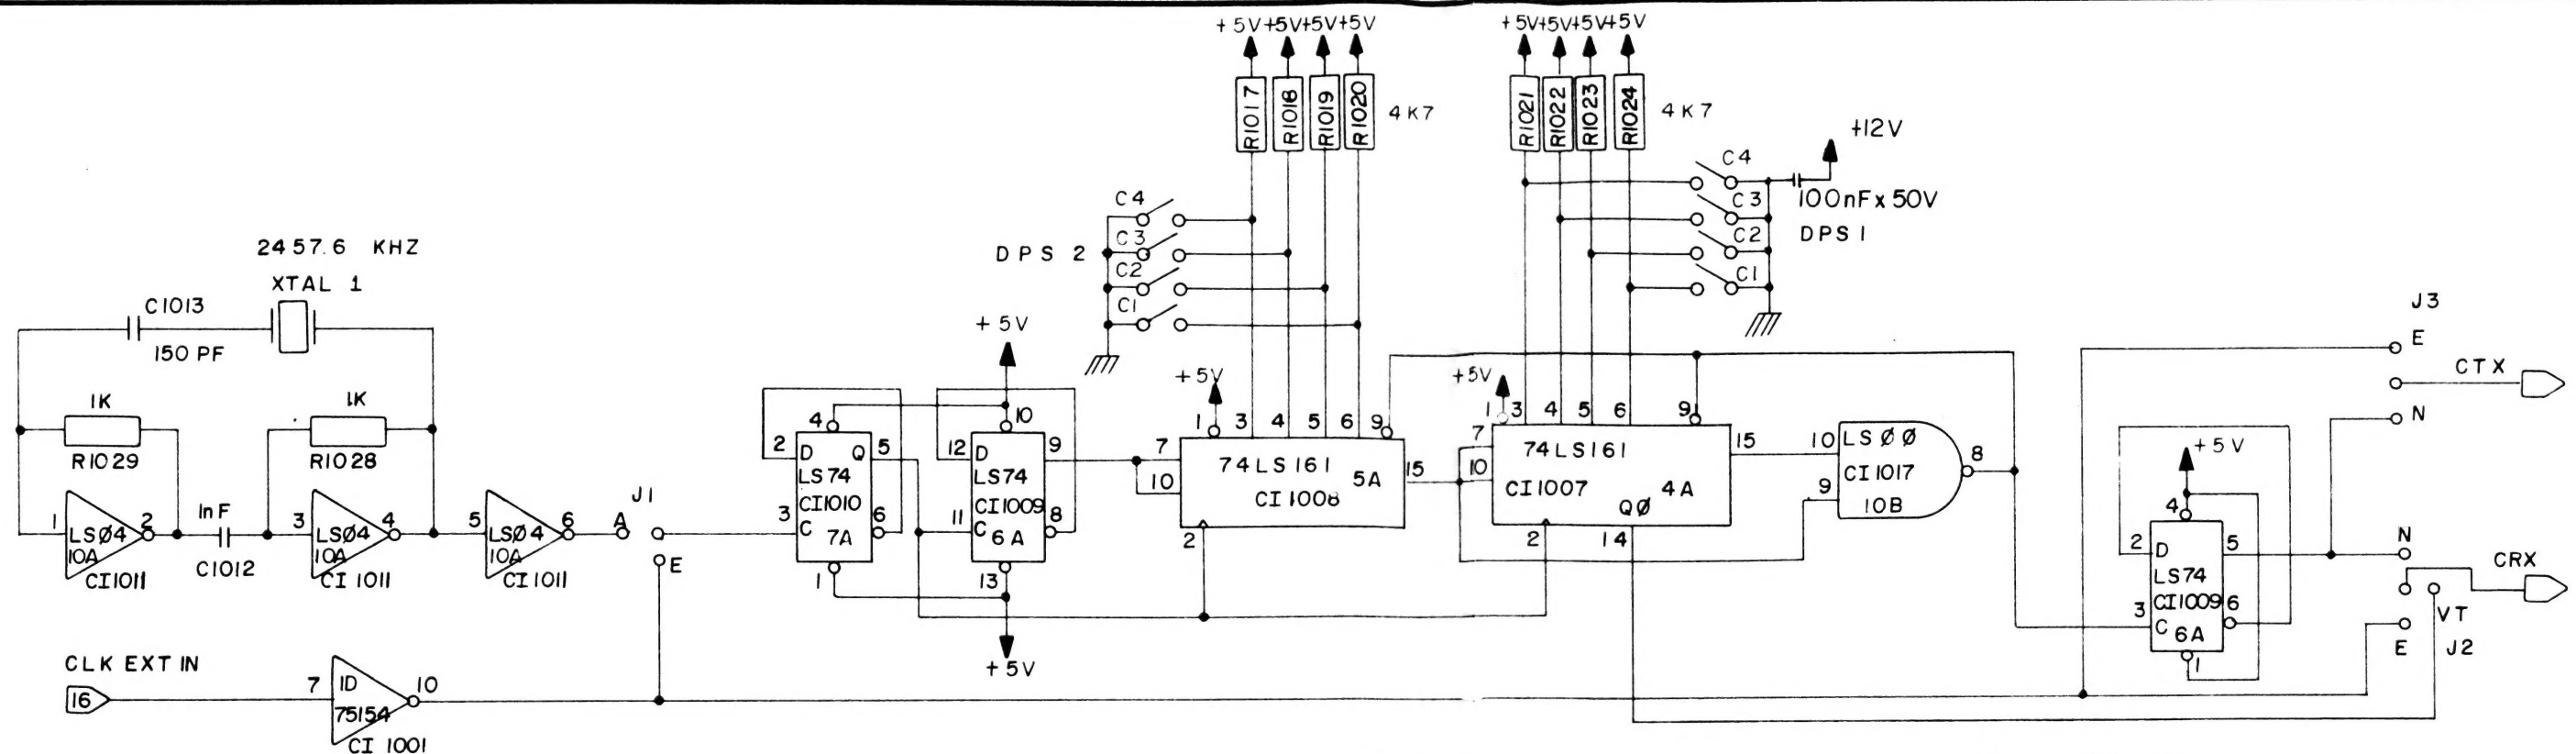 +5V +5V +5V +5V
R1017 R1018 R1019 R1020 4K7
+5V +5V +5V +5V
R1021 R1022 R1023 R1024 4K7
+12V
100nF x 50V
DPS 1
C4
C3
C2
C1
DPS 2
C4
C3
C2
C1
2457.6 KHZ
XTAL 1
C1013
150 PF
1K
R1029
1K
R1028
1 LSØ4 2
10A
CI1011
1nF
C1012
3 LSØ4 4
10A
CI 1011
5 LSØ4 6
10A
CI 1011
J1
A
E
CLK EXT IN
16
7 1D 10
75154
CI 1001
+5V
4
2 D Q 5
LS74
CI1010
3 C 7A 6
1
10
12 D 9
LS74
CI1009
11 C 6A 8
13
+5V
+5V
1 3 4 5 6 9
7 74LS161 15
10 CI1008 5A
2
+5V
1 3 4 5 6 9
7 74LS161 15
10 CI1007 4A
QØ
2 14
10 LSØØ 8
CI1017
9 10B
+5V
4
2 D 5
LS74
CI1009
3 C 6A 6
1
J3
E
CTX
N
N
CRX
VT
E J2